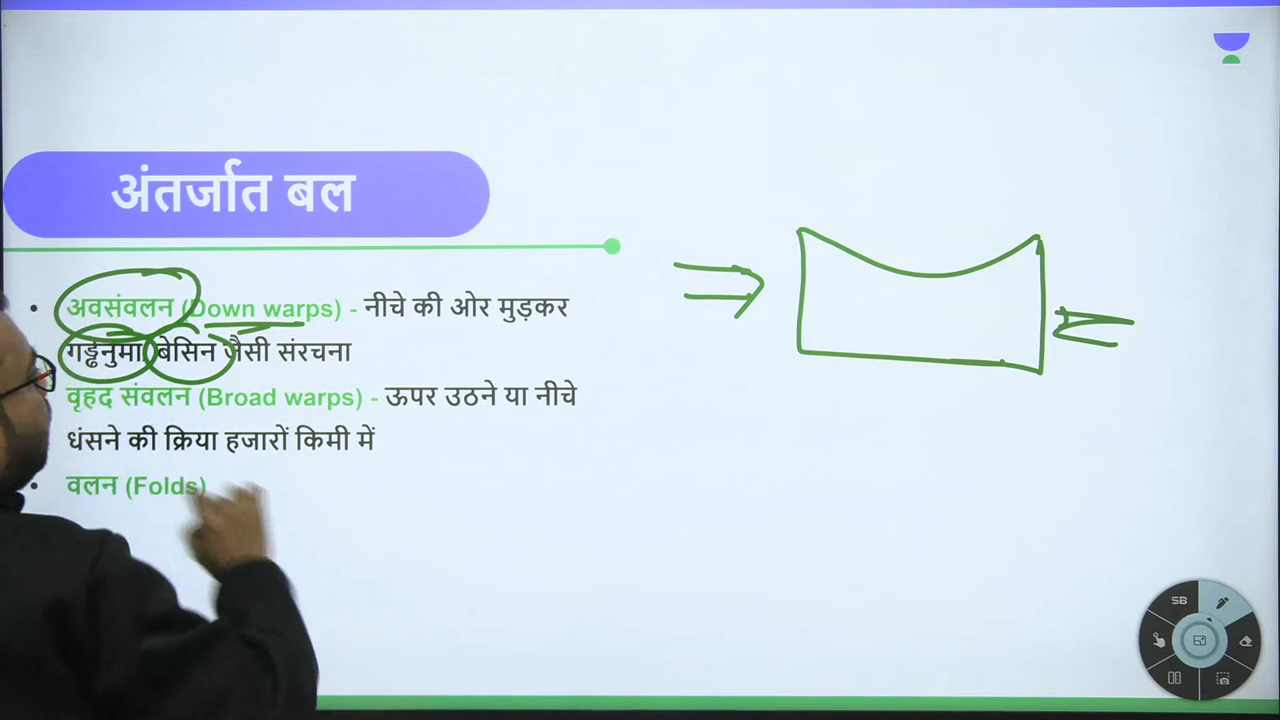 अंतर्जात बल
• अवसंवलन (Down warps) - नीचे की ओर मुड़कर
गड्ढेनुमा बेसिन जैसी संरचना
वृहद संवलन (Broad warps) - ऊपर उठने या नीचे
धंसने की क्रिया हजारों किमी में
• वलन (Folds)
SB